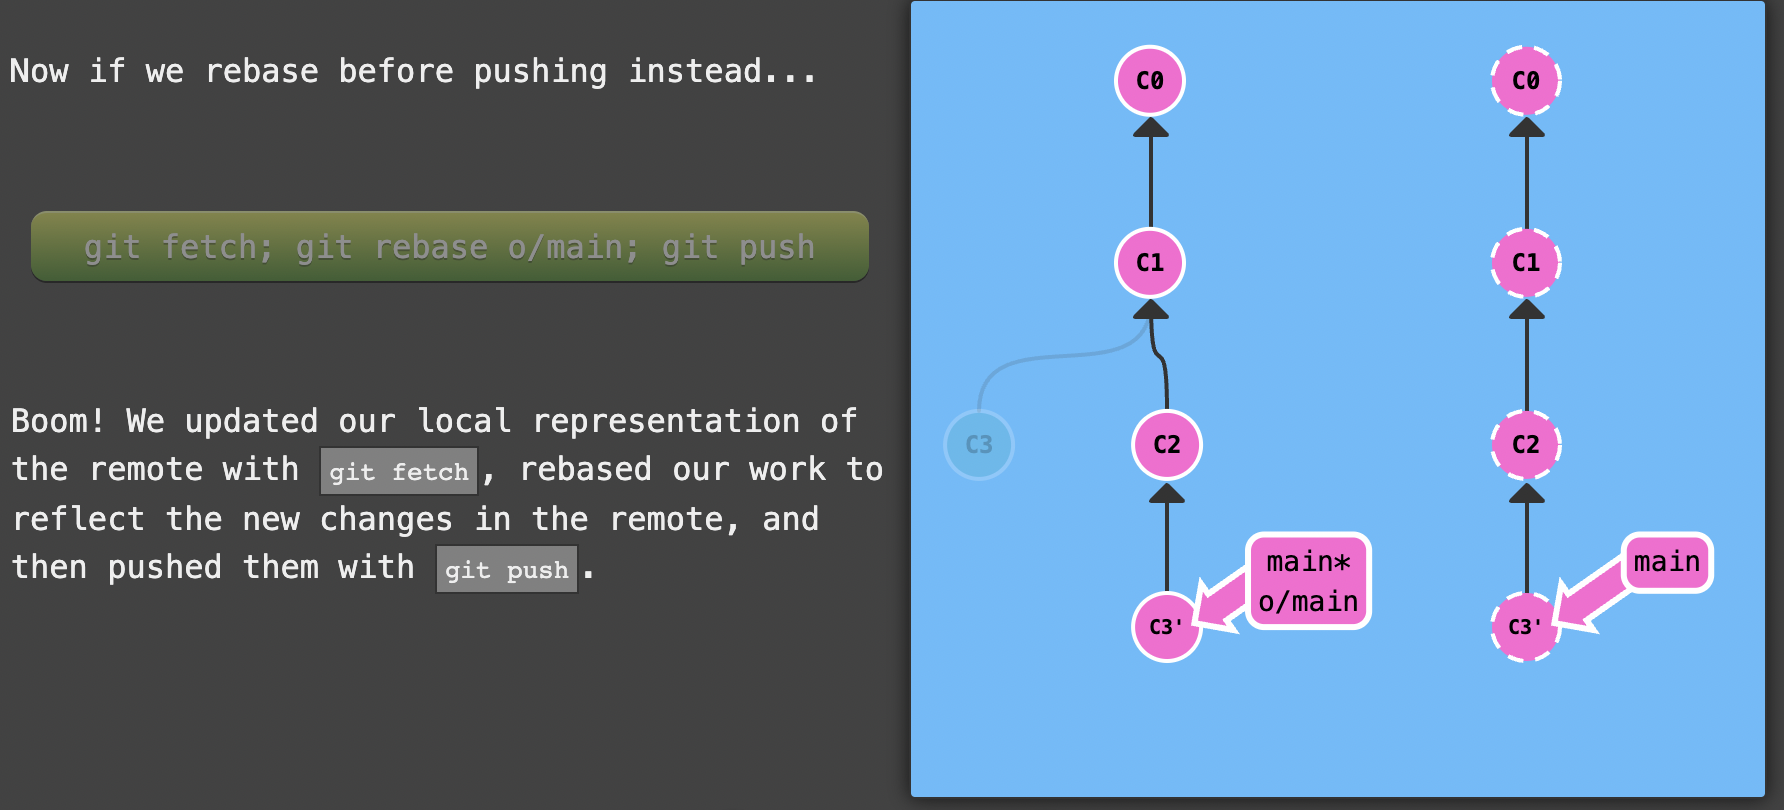 Now if we rebase before pushing instead...
git fetch; git rebase o/main; git push
Boom! We updated our local representation of
the remote with git fetch, rebased our work to
reflect the new changes in the remote, and
then pushed them with git push.
C0
C0
C1
C1
C3
C2
C2
main*
o/main
main
C3'
C3'